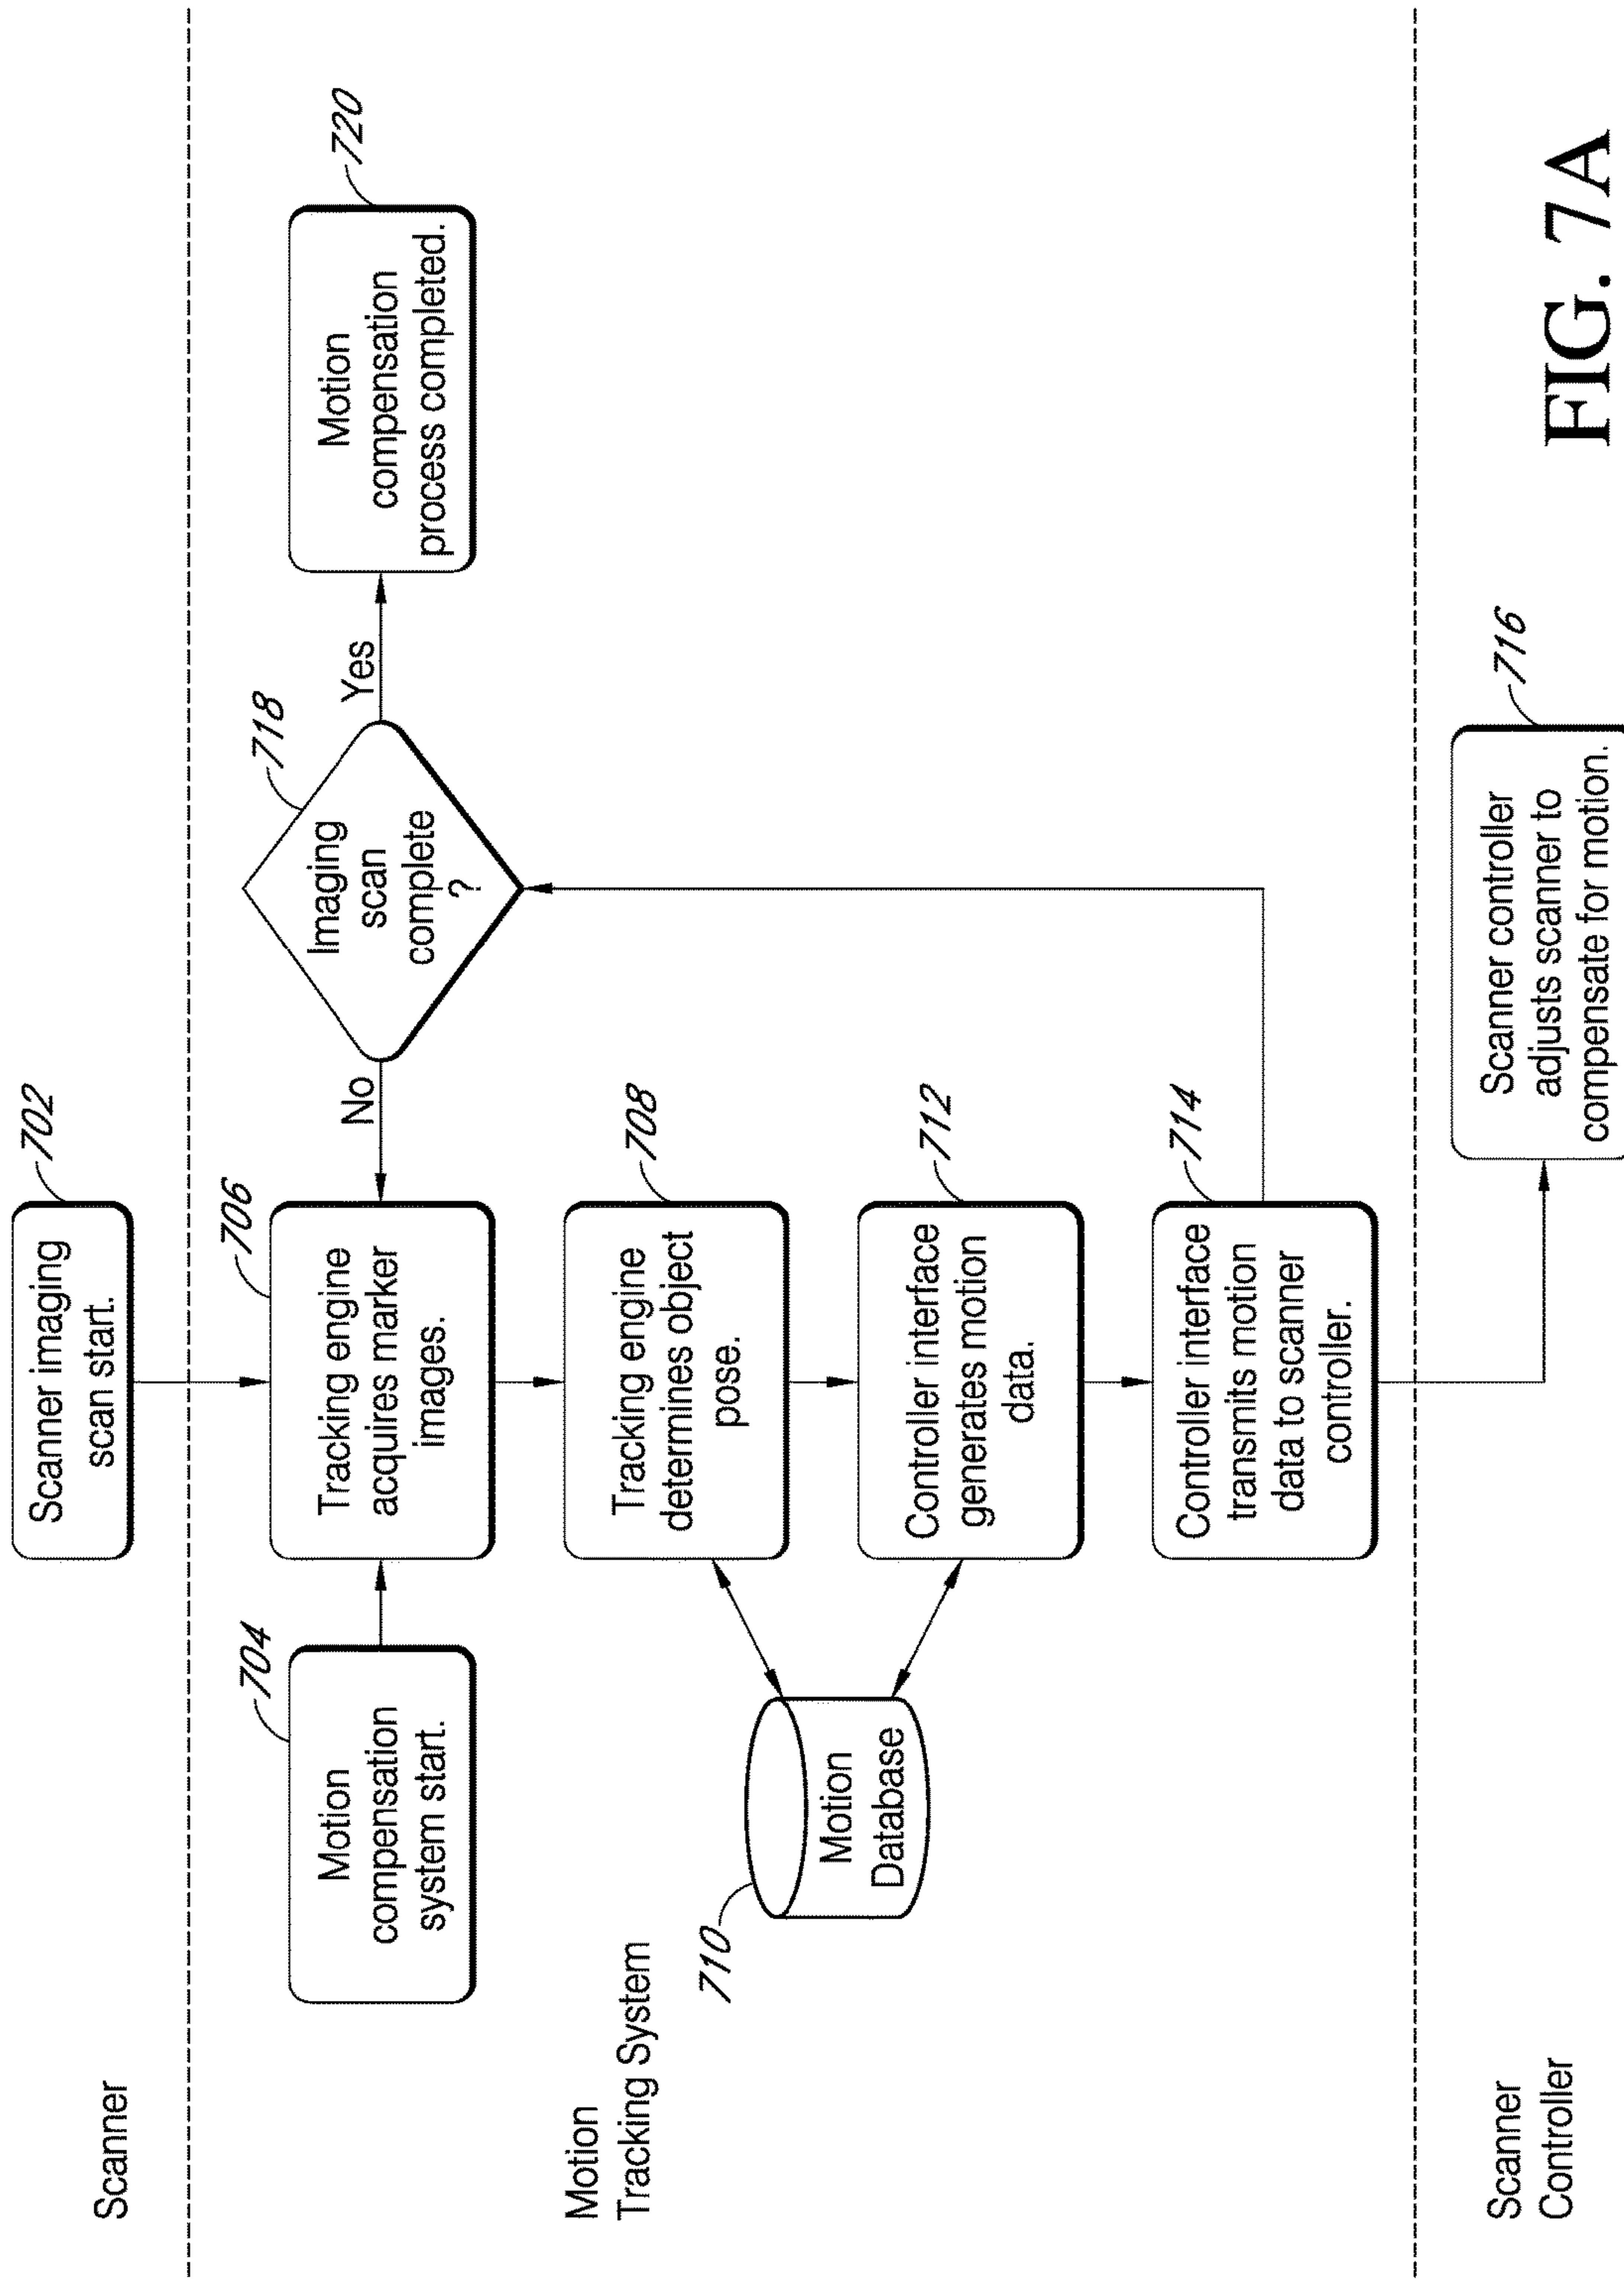 Scanner
Scanner imaging
scan start.
702
Motion
Tracking System
704
Motion
compensation
system start.
706
Tracking engine
acquires marker
images.
No
718
Imaging
scan
complete
?
Yes
720
Motion
compensation
process completed.
708
Tracking engine
determines object
pose.
710
Motion
Database
712
Controller interface
generates motion
data.
714
Controller interface
transmits motion
data to scanner
controller.
Scanner
Controller
716
Scanner controller
adjusts scanner to
compensate for motion.
FIG. 7A